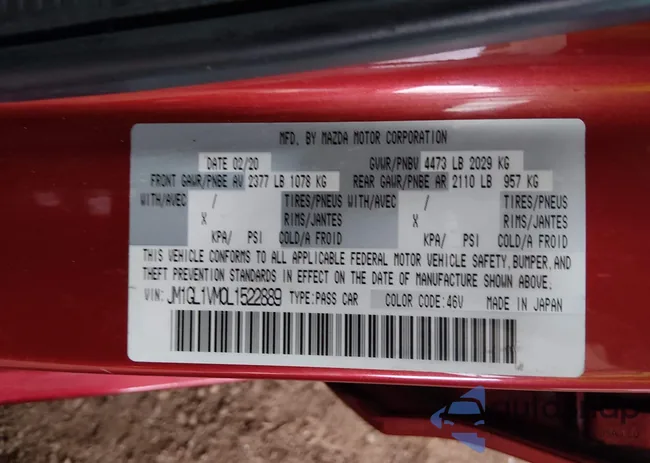 MFD. BY MAZDA MOTOR CORPORATION
DATE 02/20 GVWR/PNBV 4473 LB 2029 KG
FRONT GAWR/PNBE AV 2377 LB 1078 KG REAR GAWR/PNBE AR 2110 LB 957 KG
WITH/AVEC / TIRES/PNEUS WITH/AVEC / TIRES/PNEUS
X RIMS/JANTES X RIMS/JANTES
KPA/ PSI COLD/A FROID KPA/ PSI COLD/A FROID
THIS VEHICLE CONFORMS TO ALL APPLICABLE FEDERAL MOTOR VEHICLE SAFETY, BUMPER, AND
THEFT PREVENTION STANDARDS IN EFFECT ON THE DATE OF MANUFACTURE SHOWN ABOVE.
VIN: JM1GL1VM0L1522889 TYPE: PASS CAR COLOR CODE: 46V MADE IN JAPAN